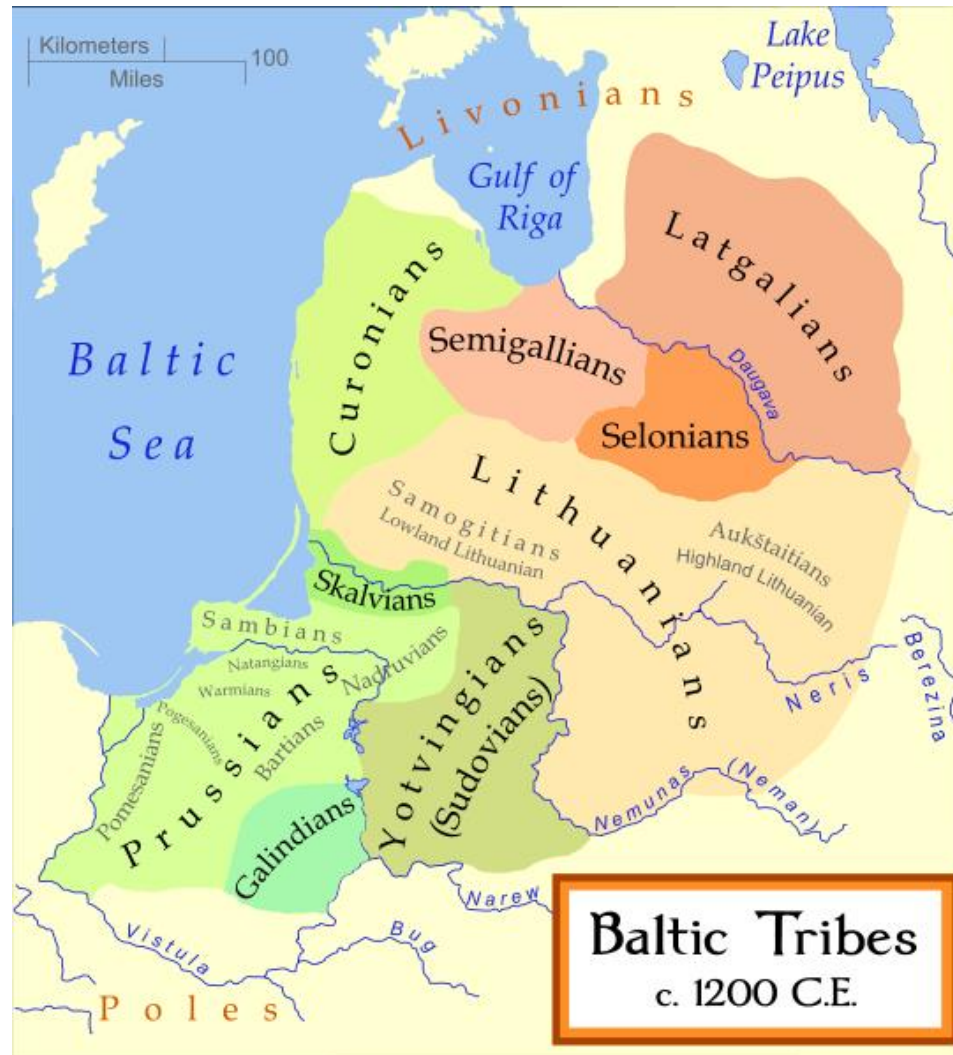 Kilometers
100
Miles
Lake
Peipus
Livonians
Gulf of
Riga
Latgalians
Curonians
Semigallians
Daugava
Baltic
Sea
Selonians
Lithuanians
Samogitians
Lowland Lithuanian
Aukštaitians
Highland Lithuanian
Skalvians
Sambians
Natangians
Nadruvians
Warmians
Pogesanians
Bartians
Pomesanians
Prussians
Yotvingians
(Sudovians)
Galindians
Neris
Berezina
Nemunas (Neman)
Narew
Bug
Vistula
Poles
Baltic Tribes
c. 1200 C.E.